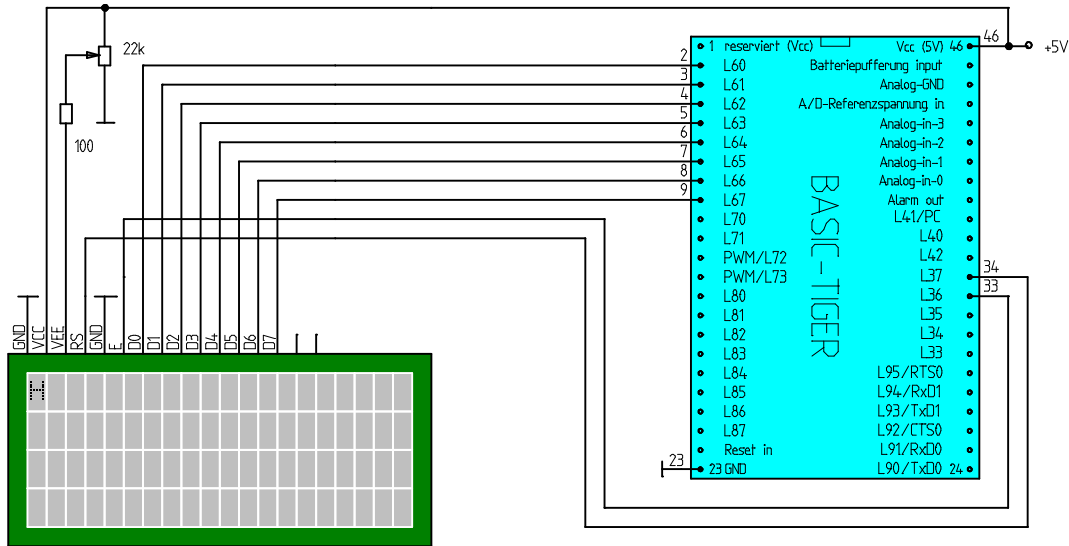 22k
100
+5V
46
2
3
4
5
6
7
8
9
23
34
33
1 reserviert (Vcc)
L60
L61
L62
L63
L64
L65
L66
L67
L70
L71
PWM/L72
PWM/L73
L80
L81
L82
L83
L84
L85
L86
L87
Reset in
23 GND
BASIC-TIGER
Vcc (5V) 46
Batteriepufferung input
Analog-GND
A/D-Referenzspannung in
Analog-in-3
Analog-in-2
Analog-in-1
Analog-in-0
Alarm out
L41/PC
L40
L42
L37
L36
L35
L34
L33
L95/RTS0
L94/RxD1
L93/TxD1
L92/CTS0
L91/RxD0
L90/TxD0 24
GND
VCC
VEE
RS
GND
E
D0
D1
D2
D3
D4
D5
D6
D7
H